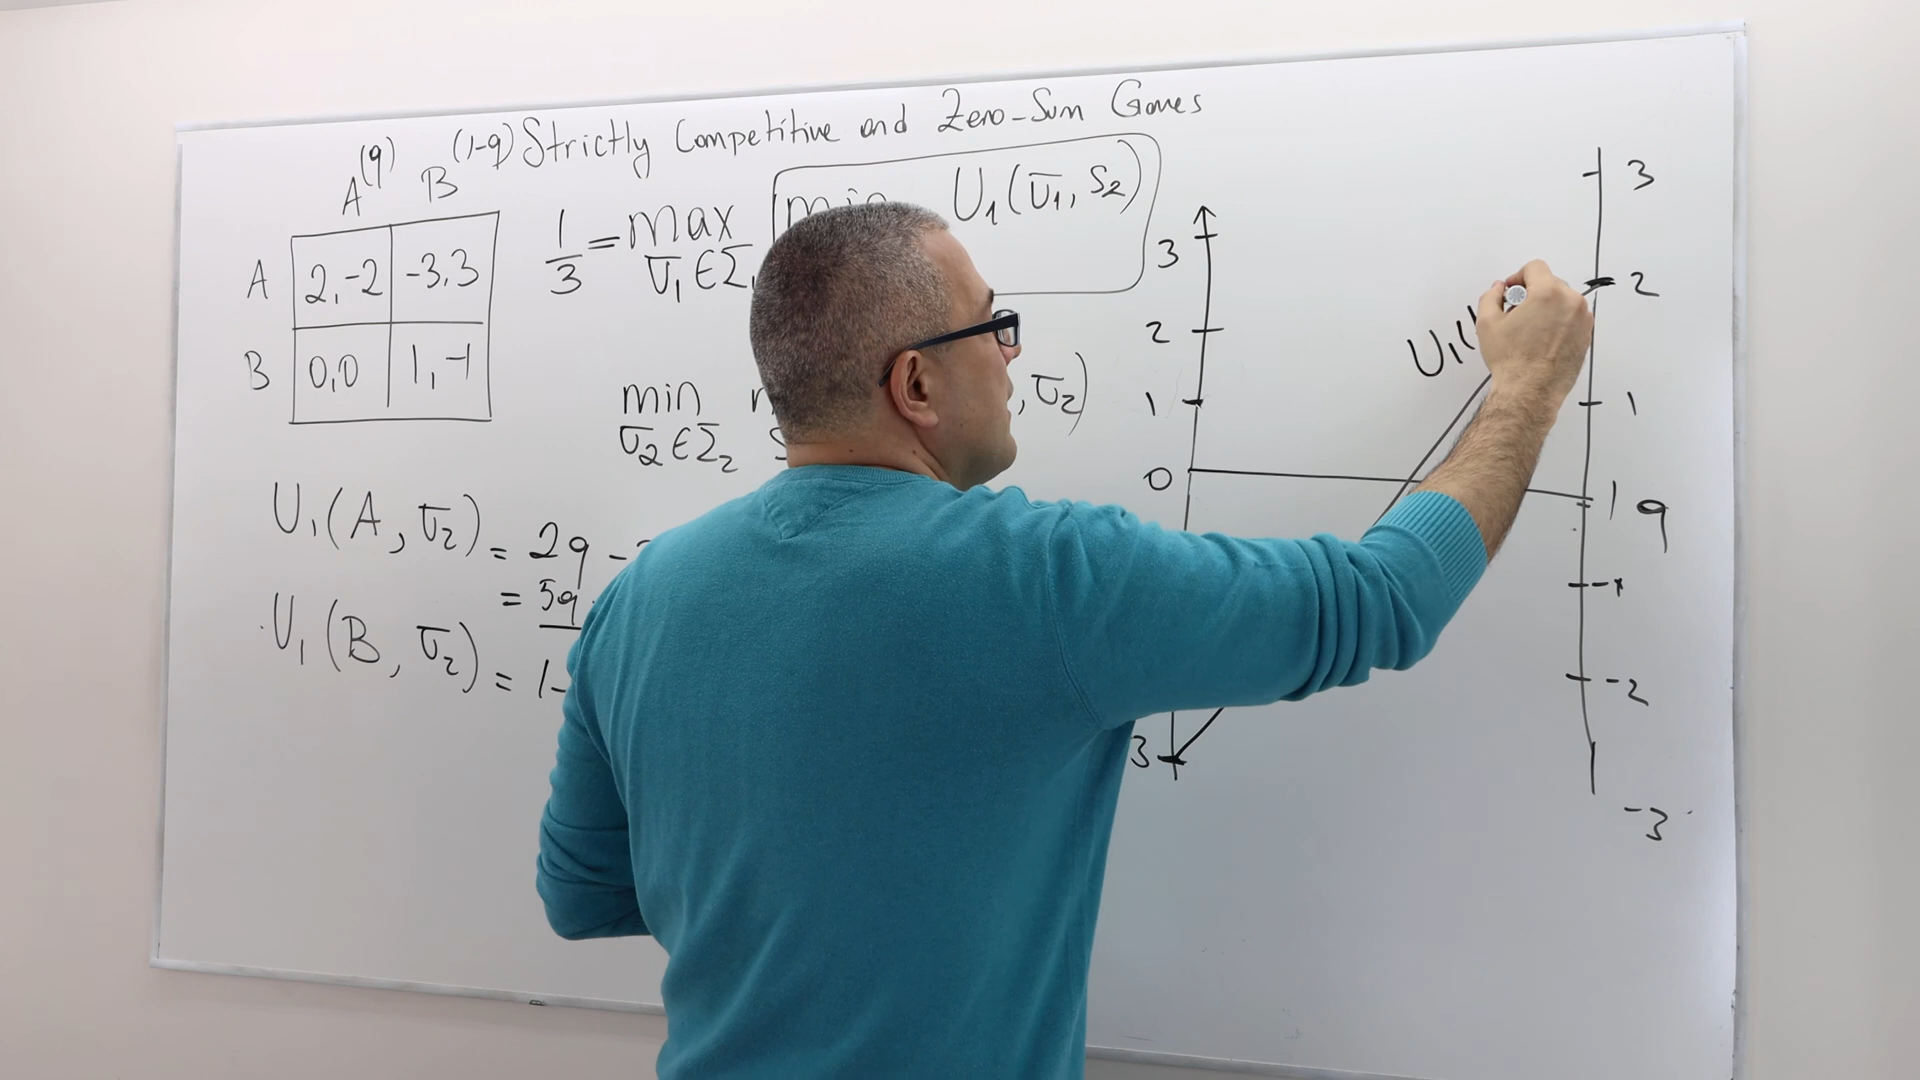 Strictly Competitive and Zero-Sum Games
(q) (1-q)
A B
A 2,-2 -3,3
B 0,0 1,-1
1/3 = max U₁(σ₁, s₂)
σ₁∈Σ₁
min , σ₂)
σ₂∈Σ₂
U₁(A, σ₂) = 2q -
= 5q
U₁(B, σ₂) = 1-
3
2
1
0
3
U₁(
3
2
1
1 q
-2
-3